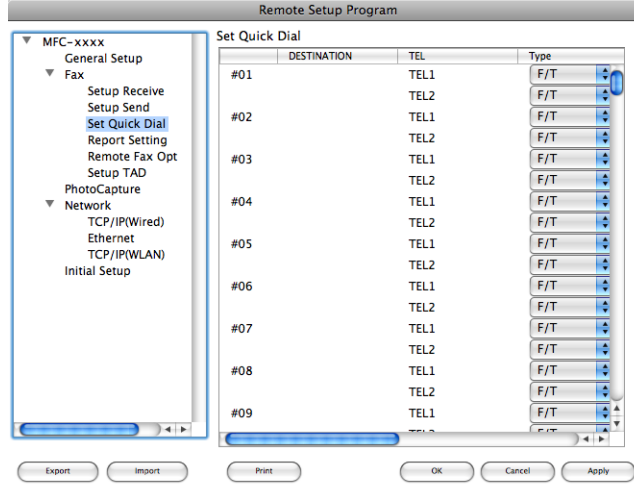 Remote Setup Program
MFC-xxxx
General Setup
Fax
Setup Receive
Setup Send
Set Quick Dial
Report Setting
Remote Fax Opt
Setup TAD
PhotoCapture
Network
TCP/IP(Wired)
Ethernet
TCP/IP(WLAN)
Initial Setup
Set Quick Dial
DESTINATION TEL Type
#01 TEL1 F/T
TEL2 F/T
#02 TEL1 F/T
TEL2 F/T
#03 TEL1 F/T
TEL2 F/T
#04 TEL1 F/T
TEL2 F/T
#05 TEL1 F/T
TEL2 F/T
#06 TEL1 F/T
TEL2 F/T
#07 TEL1 F/T
TEL2 F/T
#08 TEL1 F/T
TEL2 F/T
#09 TEL1 F/T
Export Import Print OK Cancel Apply